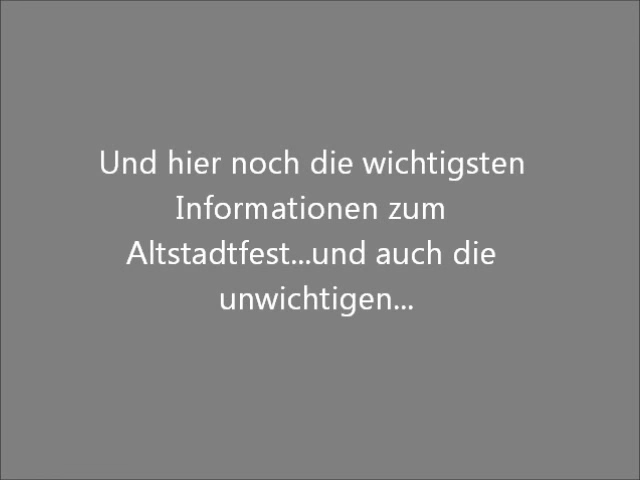 Und hier noch die wichtigsten
Informationen zum
Altstadtfest...und auch die
unwichtigen...